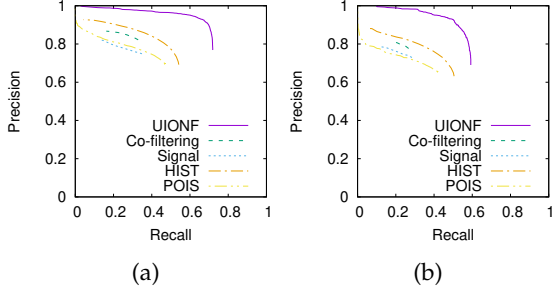 1
0.8
0.6
0.4
0.2
0
0 0.2 0.4 0.6 0.8 1
Precision
Recall
UIONF
Co-filtering
Signal
HIST
POIS
(a)
1
0.8
0.6
0.4
0.2
0
0 0.2 0.4 0.6 0.8 1
Precision
Recall
UIONF
Co-filtering
Signal
HIST
POIS
(b)